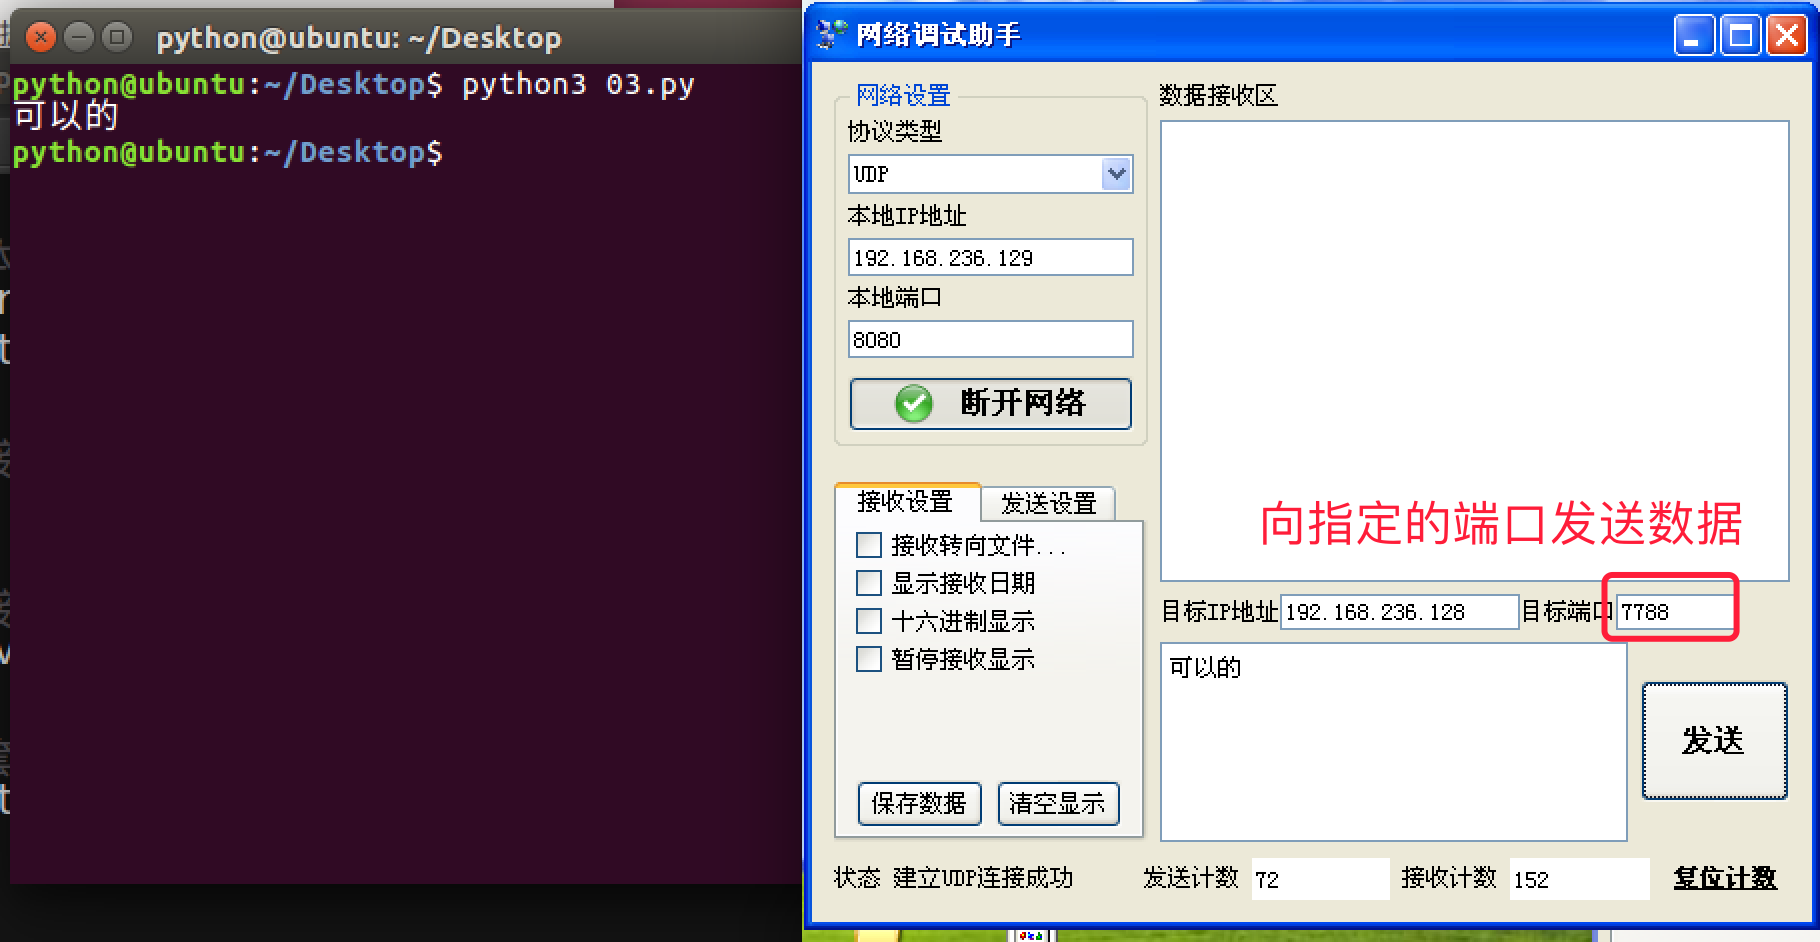 python@ubuntu: ~/Desktop
python@ubuntu:~/Desktop$ python3 03.py
可以的
python@ubuntu:~/Desktop$
网络调试助手
网络设置
协议类型
UDP
本地IP地址
192.168.236.129
本地端口
8080
断开网络
接收设置
发送设置
接收转向文件...
显示接收日期
十六进制显示
暂停接收显示
保存数据
清空显示
数据接收区
向指定的端口发送数据
目标IP地址
192.168.236.128
目标端口
7788
可以的
发送
状态 建立UDP连接成功
发送计数
72
接收计数
152
复位计数